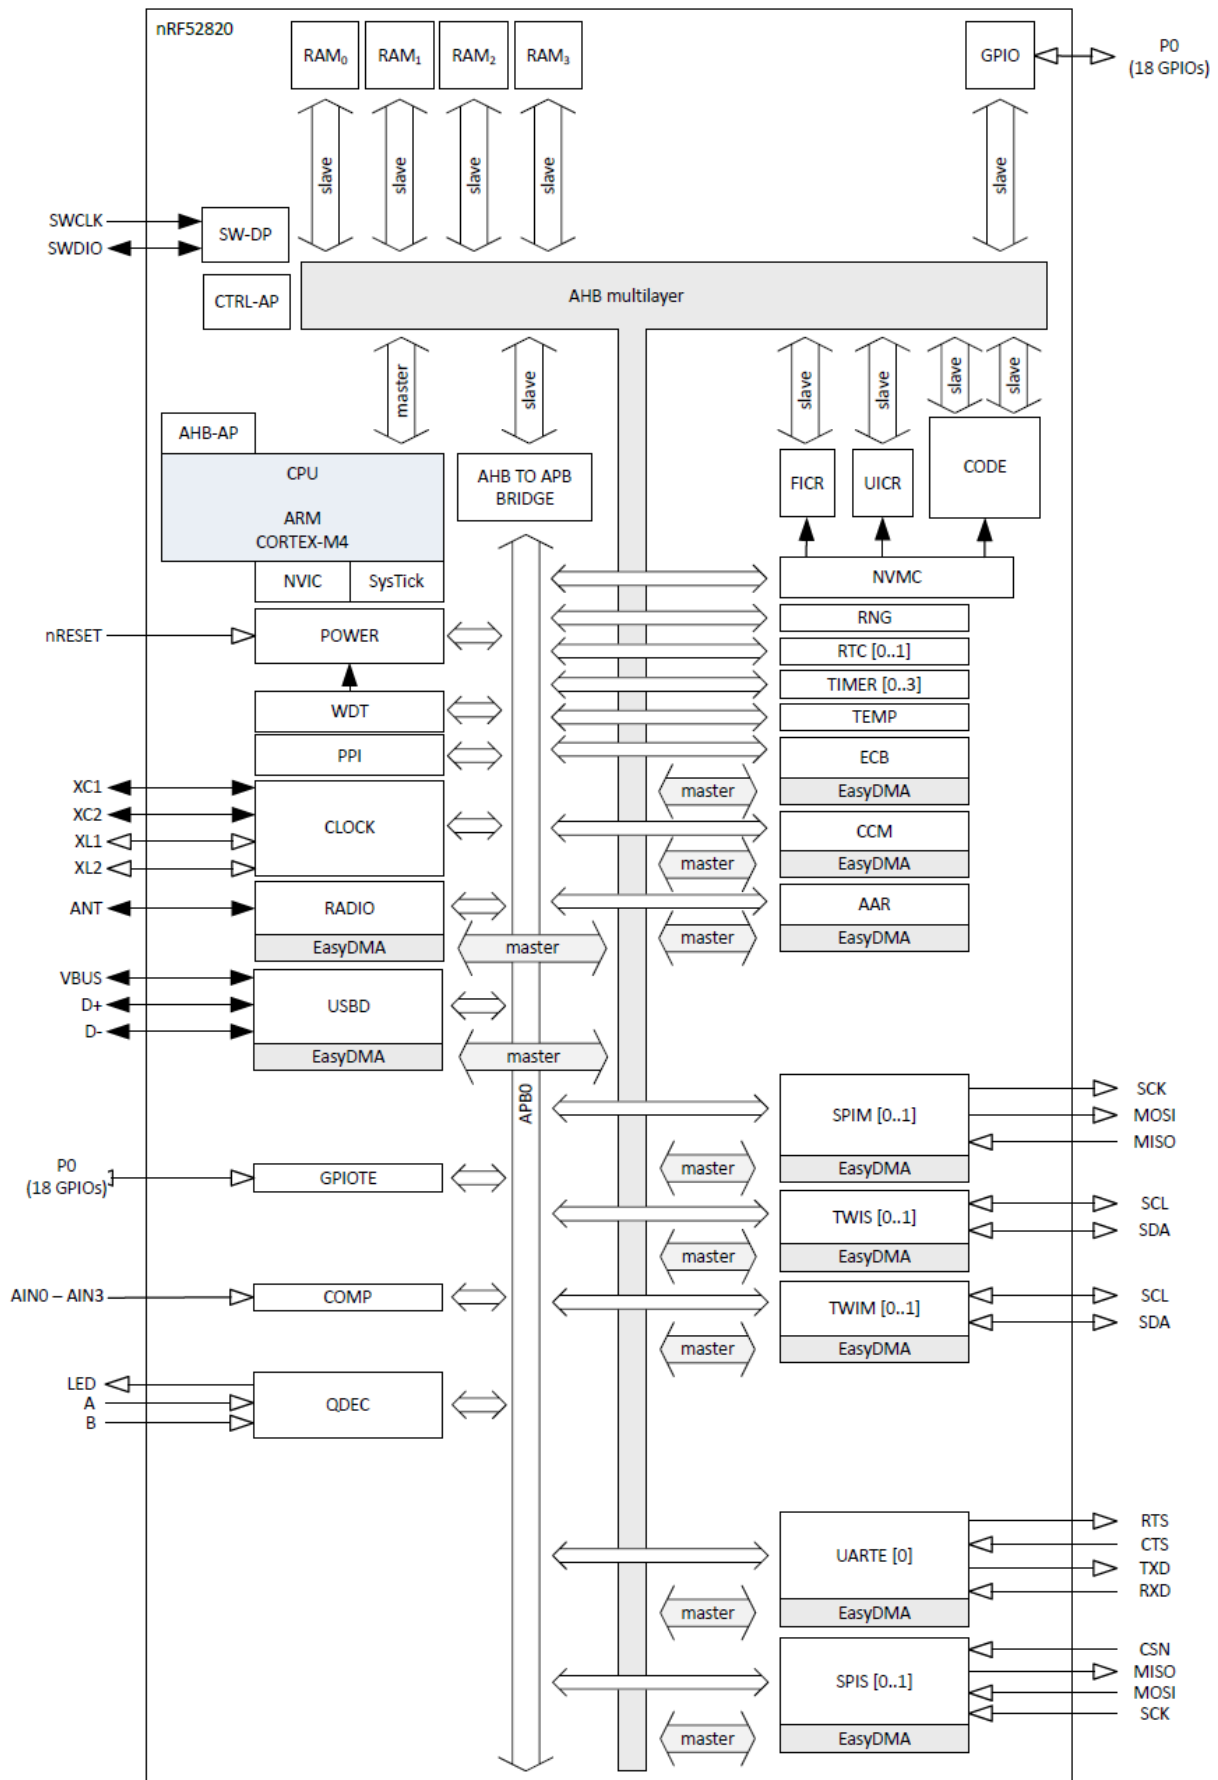 nRF52820
RAM₀
RAM₁
RAM₂
RAM₃
GPIO
P0
(18 GPIOs)
slave
slave
slave
slave
slave
SWCLK
SWDIO
SW-DP
CTRL-AP
AHB multilayer
master
slave
slave
slave
slave
slave
AHB-AP
CPU
ARM
CORTEX-M4
NVIC
SysTick
AHB TO APB
BRIDGE
FICR
UICR
CODE
NVMC
nRESET
POWER
RNG
RTC [0..1]
TIMER [0..3]
WDT
TEMP
PPI
ECB
master
EasyDMA
XC1
XC2
XL1
XL2
CLOCK
CCM
master
EasyDMA
ANT
RADIO
EasyDMA
master
AAR
master
EasyDMA
VBUS
D+
D-
USBD
EasyDMA
master
APB0
SPIM [0..1]
SCK
MOSI
MISO
master
EasyDMA
P0
(18 GPIOs)
GPIOTE
TWIS [0..1]
SCL
SDA
master
EasyDMA
AIN0 – AIN3
COMP
TWIM [0..1]
SCL
SDA
master
EasyDMA
LED
A
B
QDEC
UARTE [0]
RTS
CTS
TXD
RXD
master
EasyDMA
SPIS [0..1]
CSN
MISO
MOSI
SCK
master
EasyDMA